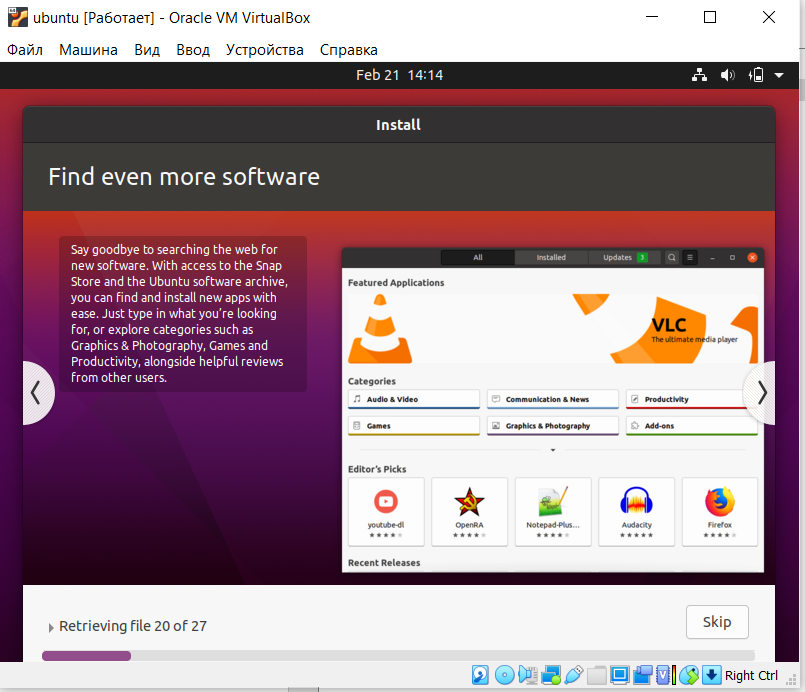 ubuntu [Работает] - Oracle VM VirtualBox
Файл Машина Вид Ввод Устройства Справка
Feb 21 14:14
Install
Find even more software
Say goodbye to searching the web for
new software. With access to the Snap
Store and the Ubuntu software archive,
you can find and install new apps with
ease. Just type in what you're looking
for, or explore categories such as
Graphics & Photography, Games and
Productivity, alongside helpful reviews
from other users.
All Installed Updates 3
Featured Applications
VLC
The ultimate media player
Categories
Audio & Video Communication & News Productivity
Games Graphics & Photography Add-ons
Editor's Picks
youtube-dl OpenRA Notepad-Plus... Audacity Firefox
Recent Releases
Retrieving file 20 of 27
Skip
Right Ctrl